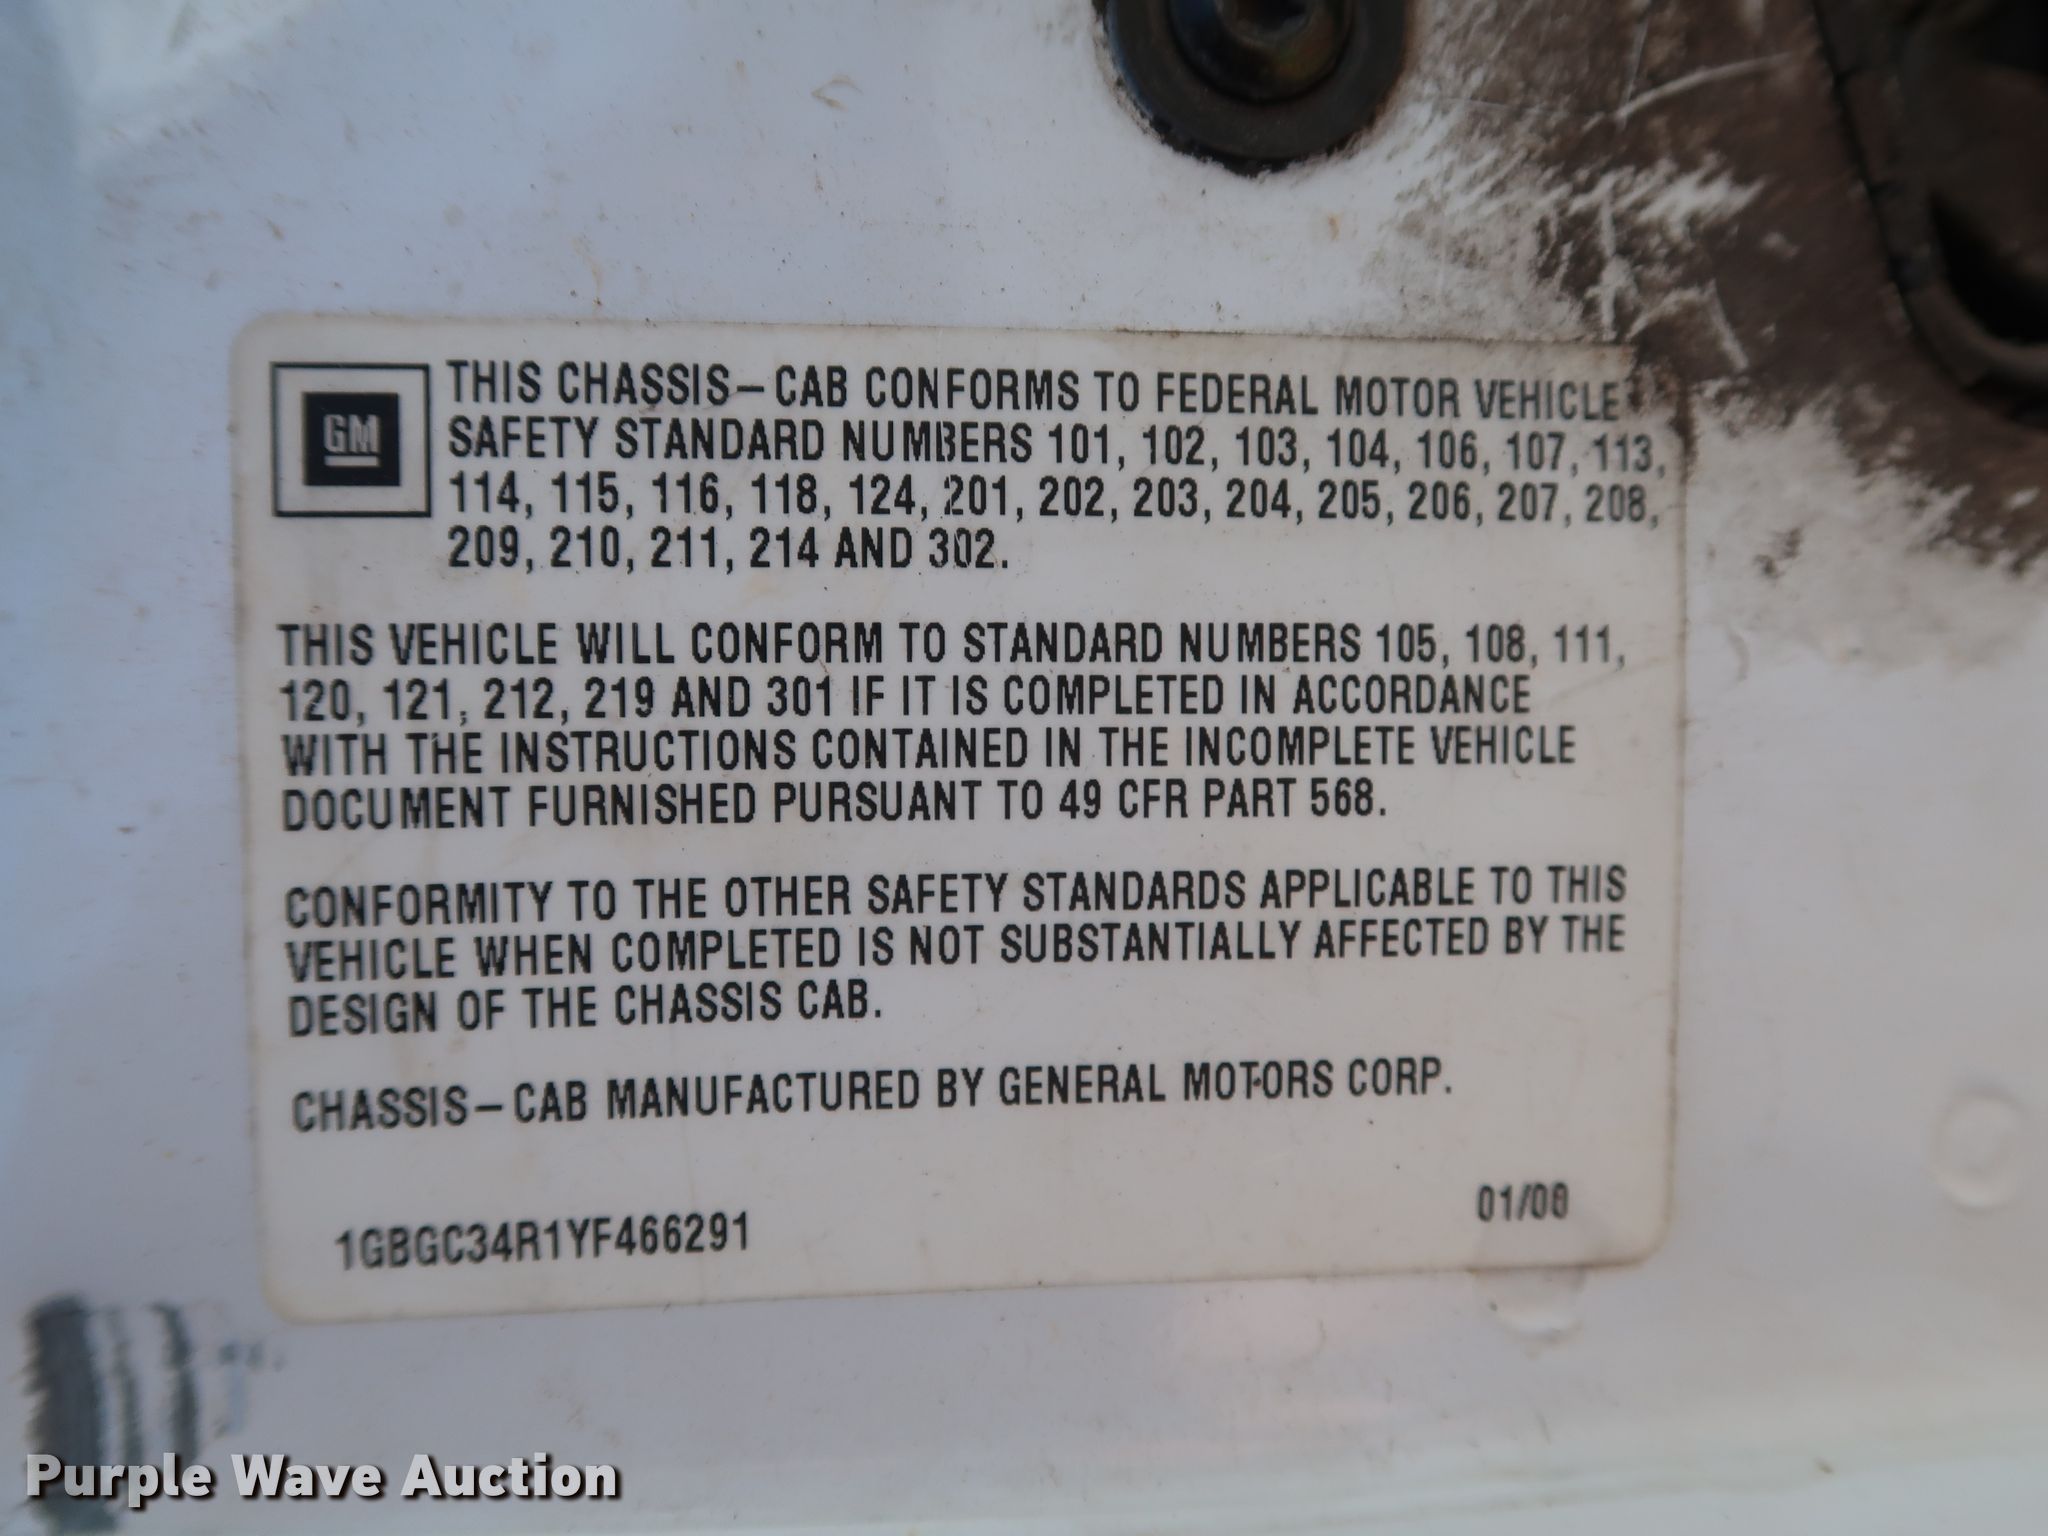 GM
THIS CHASSIS–CAB CONFORMS TO FEDERAL MOTOR VEHICLE
SAFETY STANDARD NUMBERS 101, 102, 103, 104, 106, 107, 113,
114, 115, 116, 118, 124, 201, 202, 203, 204, 205, 206, 207, 208,
209, 210, 211, 214 AND 302.
THIS VEHICLE WILL CONFORM TO STANDARD NUMBERS 105, 108, 111,
120, 121, 212, 219 AND 301 IF IT IS COMPLETED IN ACCORDANCE
WITH THE INSTRUCTIONS CONTAINED IN THE INCOMPLETE VEHICLE
DOCUMENT FURNISHED PURSUANT TO 49 CFR PART 568.
CONFORMITY TO THE OTHER SAFETY STANDARDS APPLICABLE TO THIS
VEHICLE WHEN COMPLETED IS NOT SUBSTANTIALLY AFFECTED BY THE
DESIGN OF THE CHASSIS CAB.
CHASSIS–CAB MANUFACTURED BY GENERAL MOTORS CORP.
1GBGC34R1YF466291
01/00
Purple Wave Auction